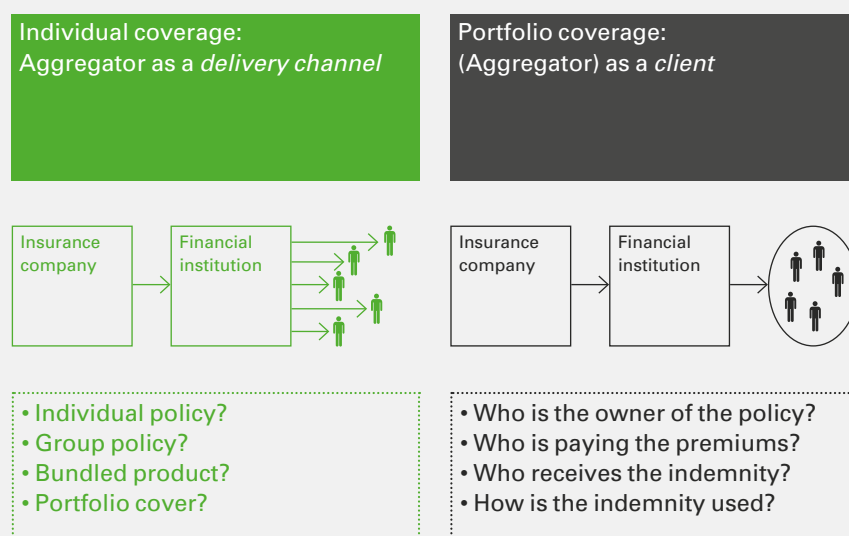 Individual coverage:
Aggregator as a delivery channel
Portfolio coverage:
(Aggregator) as a client
Insurance
company
Financial
institution
Insurance
company
Financial
institution
• Individual policy?
• Group policy?
• Bundled product?
• Portfolio cover?
• Who is the owner of the policy?
• Who is paying the premiums?
• Who receives the indemnity?
• How is the indemnity used?